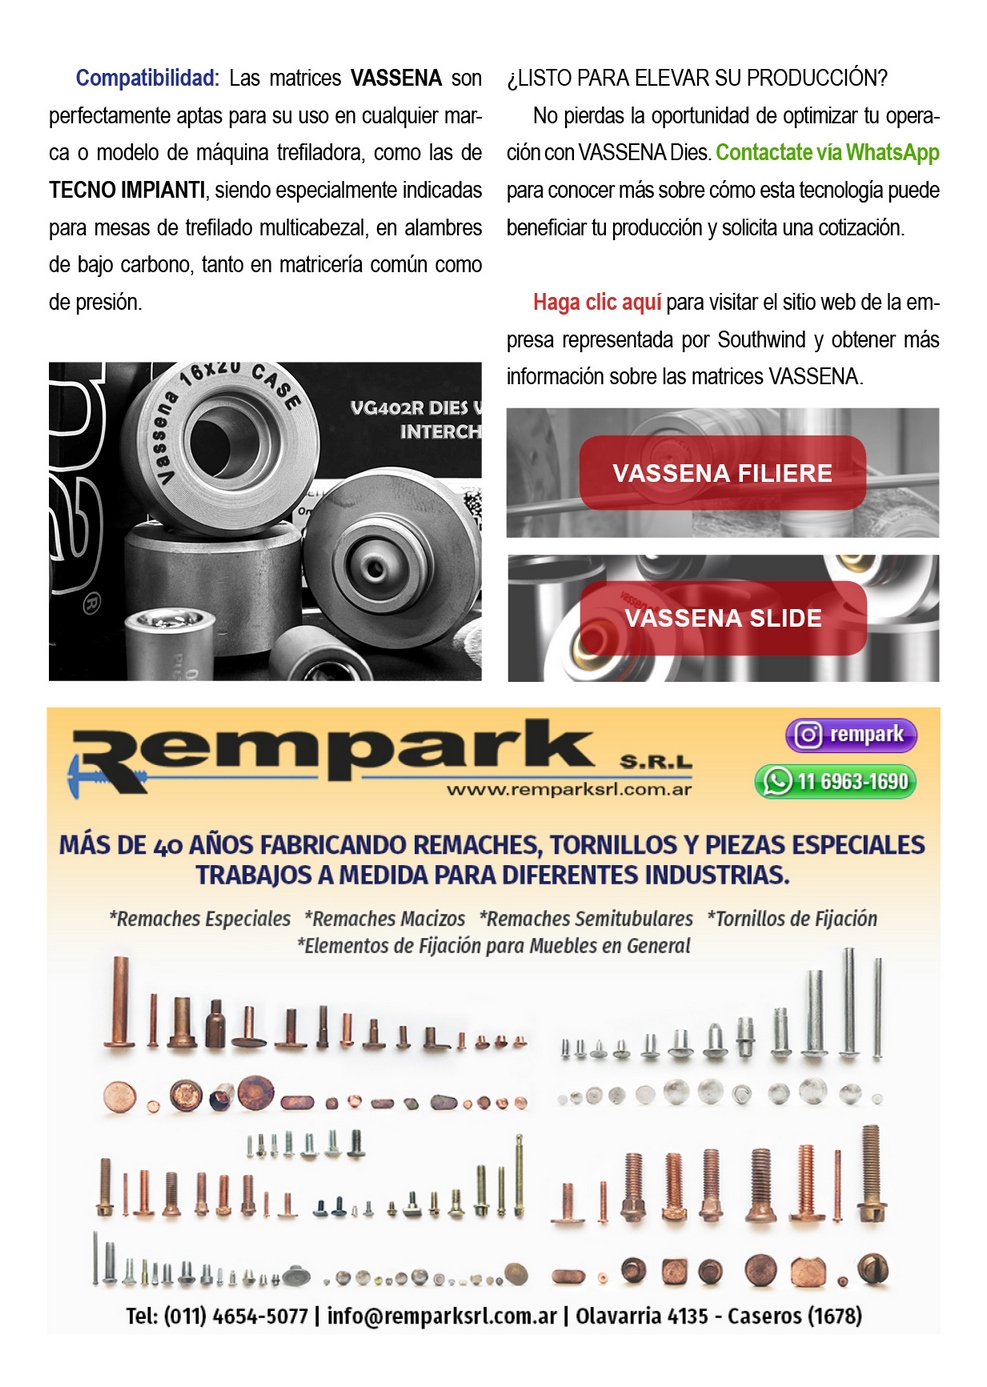 Compatibilidad: Las matrices VASSENA son
perfectamente aptas para su uso en cualquier mar-
ca o modelo de máquina trefiladora, como las de
TECNO IMPIANTI, siendo especialmente indicadas
para mesas de trefilado multicabezal, en alambres
de bajo carbono, tanto en matricería común como
de presión.
Vassena 16x20 CASE
VG402R DIES V
INTERCH
®
¿LISTO PARA ELEVAR SU PRODUCCIÓN?
No pierdas la oportunidad de optimizar tu opera-
ción con VASSENA Dies. Contactate vía WhatsApp
para conocer más sobre cómo esta tecnología puede
beneficiar tu producción y solicita una cotización.
Haga clic aquí para visitar el sitio web de la em-
presa representada por Southwind y obtener más
información sobre las matrices VASSENA.
VASSENA FILIERE
VASSENA SLIDE
Rempark S.R.L
www.remparksrl.com.ar
rempark
11 6963-1690
MÁS DE 40 AÑOS FABRICANDO REMACHES, TORNILLOS Y PIEZAS ESPECIALES
TRABAJOS A MEDIDA PARA DIFERENTES INDUSTRIAS.
*Remaches Especiales *Remaches Macizos *Remaches Semitubulares *Tornillos de Fijación
*Elementos de Fijación para Muebles en General
Tel: (011) 4654-5077 | info@remparksrl.com.ar | Olavarria 4135 - Caseros (1678)